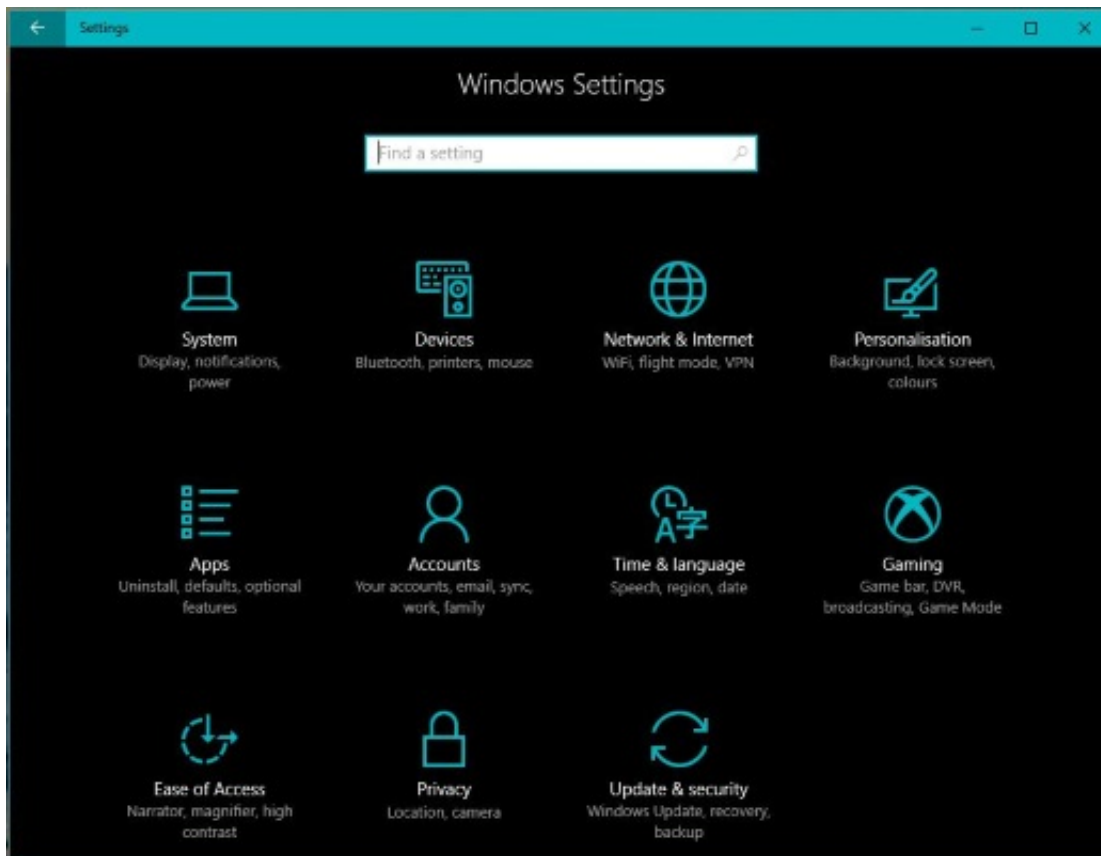 Settings
Windows Settings
Find a setting
System
Display, notifications,
power
Devices
Bluetooth, printers, mouse
Network & Internet
WiFi, flight mode, VPN
Personalisation
Background, lock screen,
colours
Apps
Uninstall, defaults, optional
features
Accounts
Your accounts, email, sync,
work, family
Time & language
Speech, region, date
Gaming
Game bar, DVR,
broadcasting, Game Mode
Ease of Access
Narrator, magnifier, high
contrast
Privacy
Location, camera
Update & security
Windows Update, recovery,
backup